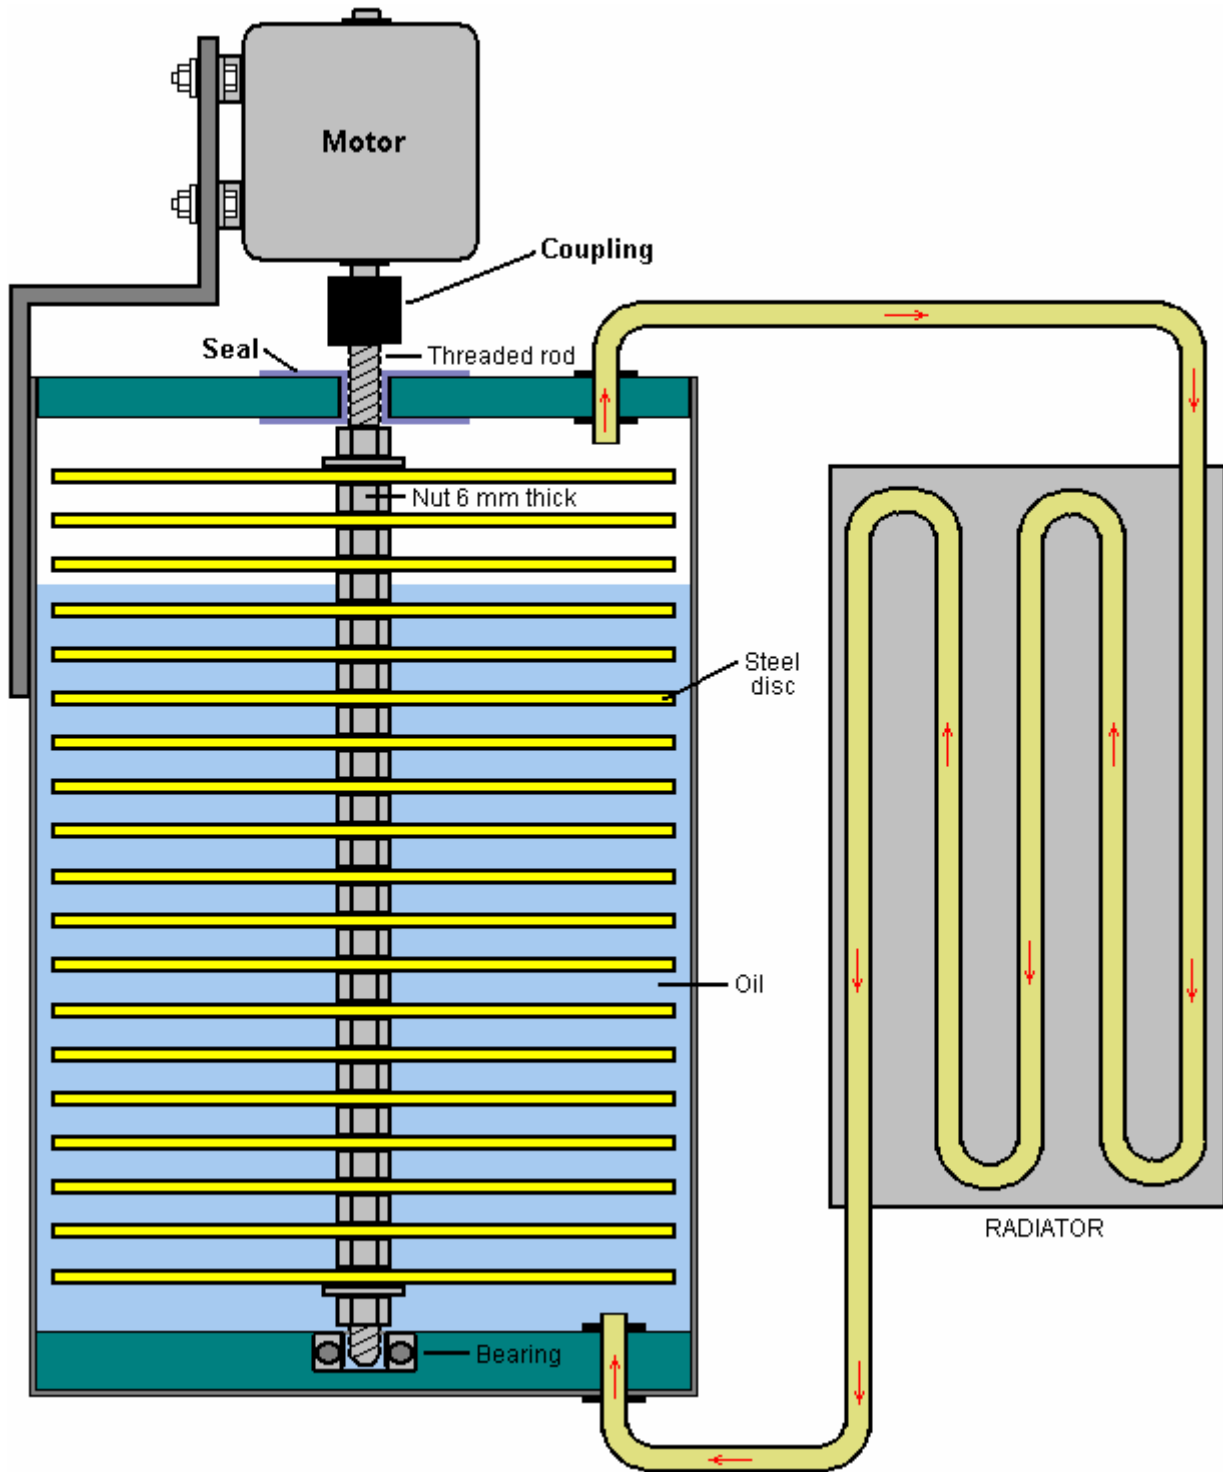 Motor
Coupling
Seal
Threaded rod
Nut 6 mm thick
Steel
disc
Oil
RADIATOR
Bearing